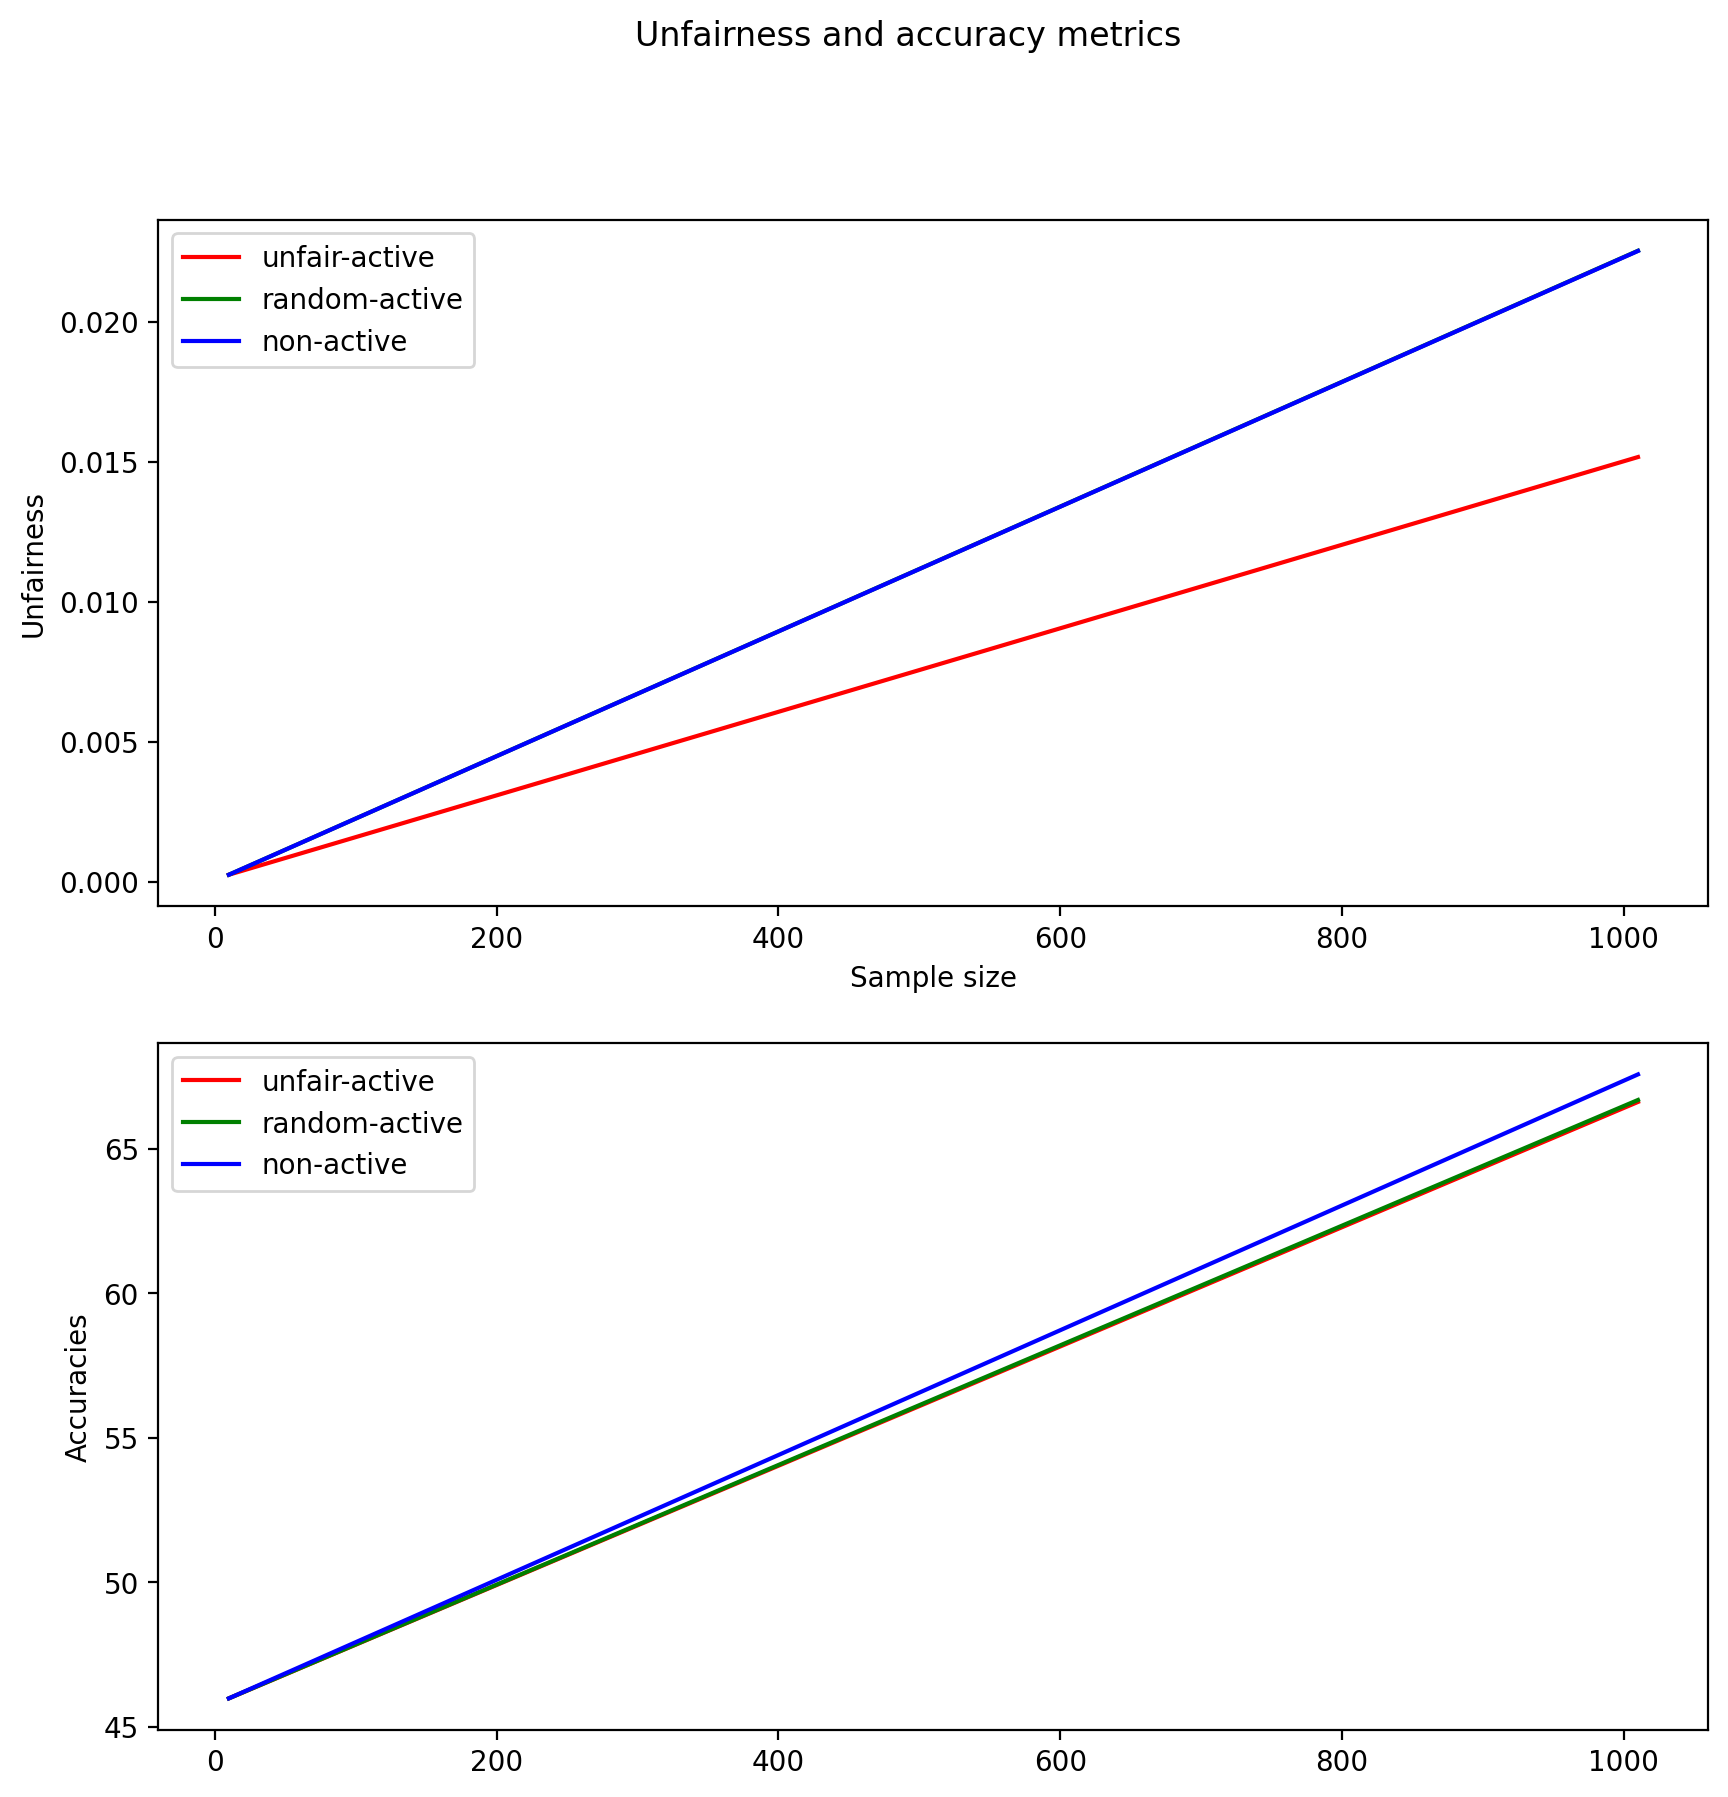 Unfairness and accuracy metrics
unfair-active
random-active
non-active
0.020
0.015
0.010
0.005
0.000
Unfairness
0 200 400 600 800 1000
Sample size
unfair-active
random-active
non-active
65
60
55
50
45
Accuracies
0 200 400 600 800 1000